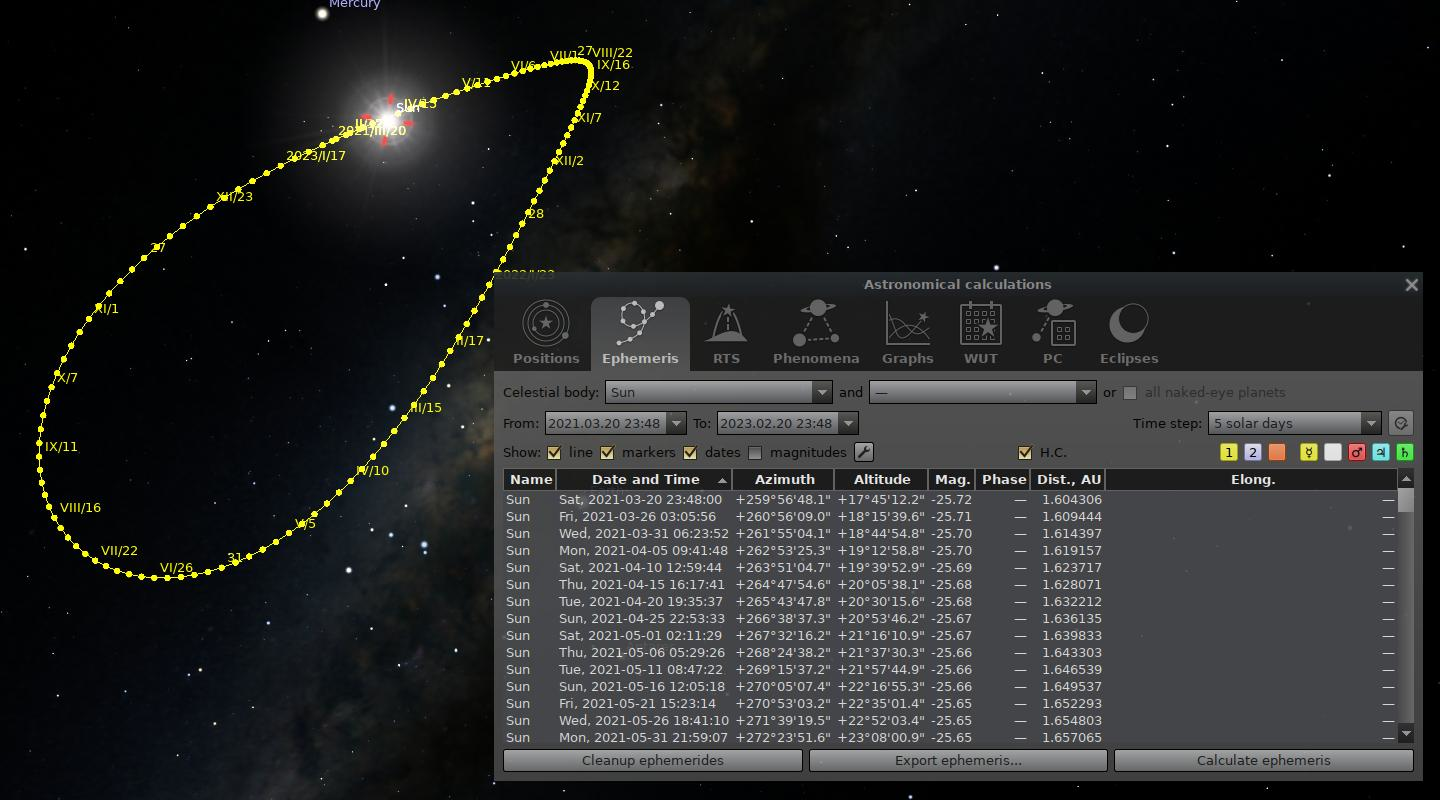 Mercury
VIII/22
27
VI/6
IX/16
V/11
X/12
Sun
IV/13
XI/7
2021/III/20
2023/I/17
XII/2
XII/23
28
27
2022/I/22
XI/1
II/17
X/7
III/15
IX/11
IV/10
VIII/16
V/5
VII/22
31
VI/26
Astronomical calculations
Positions Ephemeris RTS Phenomena Graphs WUT PC Eclipses
Celestial body: Sun and — or all naked-eye planets
From: 2021.03.20 23:48 To: 2023.02.20 23:48 Time step: 5 solar days
Show: line markers dates magnitudes H.C. 1 2 ☿ ♂ ♃ ♄
Name Date and Time Azimuth Altitude Mag. Phase Dist., AU Elong.
Sun Sat, 2021-03-20 23:48:00 +259°56'48.1" +17°45'12.2" -25.72 — 1.604306 —
Sun Fri, 2021-03-26 03:05:56 +260°56'09.0" +18°15'39.6" -25.71 — 1.609444 —
Sun Wed, 2021-03-31 06:23:52 +261°55'04.1" +18°44'54.8" -25.70 — 1.614397 —
Sun Mon, 2021-04-05 09:41:48 +262°53'25.3" +19°12'58.8" -25.70 — 1.619157 —
Sun Sat, 2021-04-10 12:59:44 +263°51'04.7" +19°39'52.9" -25.69 — 1.623717 —
Sun Thu, 2021-04-15 16:17:41 +264°47'54.6" +20°05'38.1" -25.68 — 1.628071 —
Sun Tue, 2021-04-20 19:35:37 +265°43'47.8" +20°30'15.6" -25.68 — 1.632212 —
Sun Sun, 2021-04-25 22:53:33 +266°38'37.3" +20°53'46.2" -25.67 — 1.636135 —
Sun Sat, 2021-05-01 02:11:29 +267°32'16.2" +21°16'10.9" -25.67 — 1.639833 —
Sun Thu, 2021-05-06 05:29:26 +268°24'38.2" +21°37'30.3" -25.66 — 1.643303 —
Sun Tue, 2021-05-11 08:47:22 +269°15'37.2" +21°57'44.9" -25.66 — 1.646539 —
Sun Sun, 2021-05-16 12:05:18 +270°05'07.4" +22°16'55.3" -25.66 — 1.649537 —
Sun Fri, 2021-05-21 15:23:14 +270°53'03.2" +22°35'01.4" -25.65 — 1.652293 —
Sun Wed, 2021-05-26 18:41:10 +271°39'19.5" +22°52'03.4" -25.65 — 1.654803 —
Sun Mon, 2021-05-31 21:59:07 +272°23'51.6" +23°08'00.9" -25.65 — 1.657065 —
Cleanup ephemerides Export ephemeris... Calculate ephemeris